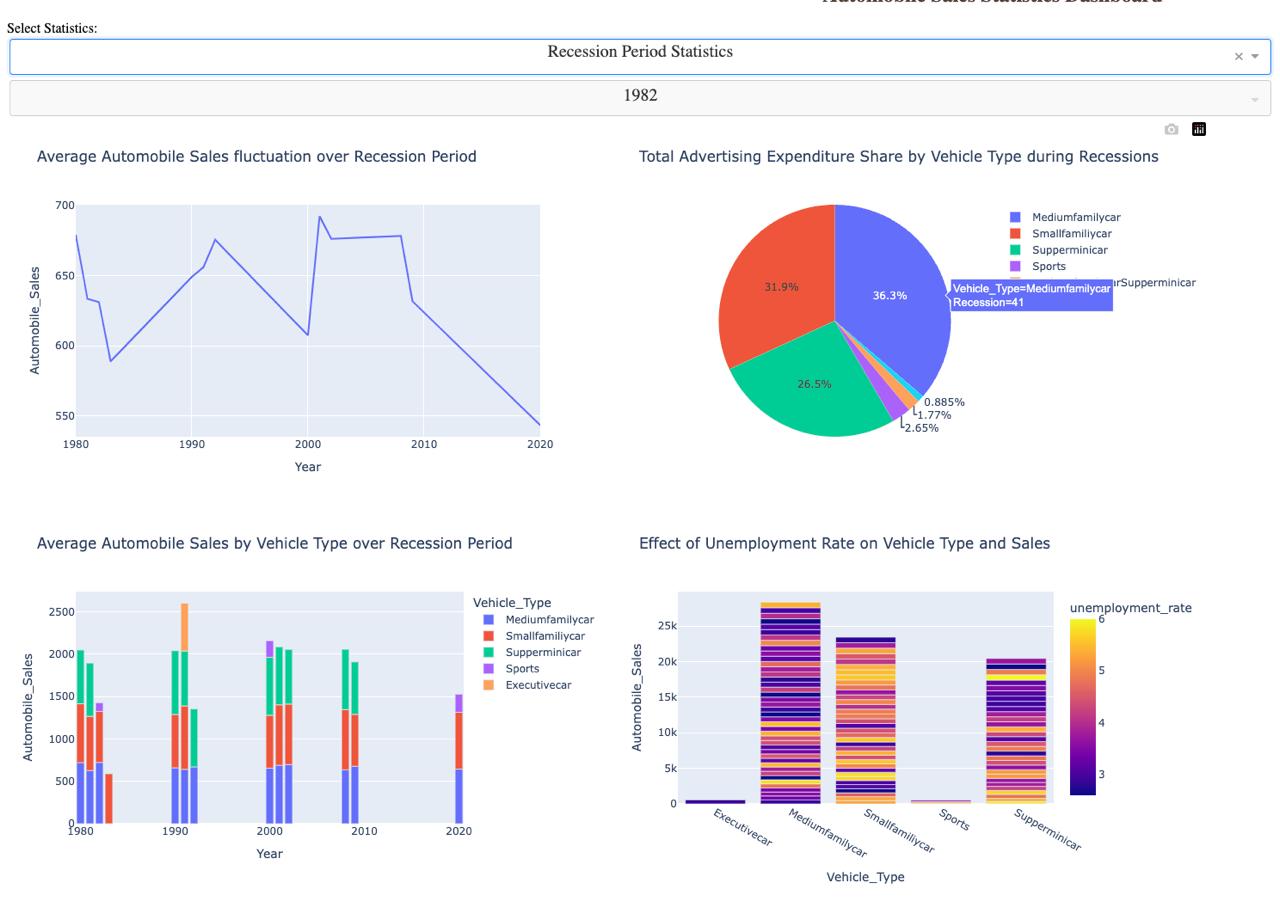 Automobile Sales Statistics Dashboard
Select Statistics:
Recession Period Statistics
×
1982
Average Automobile Sales fluctuation over Recession Period
700
650
600
550
Automobile_Sales
1980
1990
2000
2010
2020
Year
Total Advertising Expenditure Share by Vehicle Type during Recessions
36.3%
31.9%
26.5%
0.885%
1.77%
2.65%
Mediumfamilycar
Smallfamiliycar
Supperminicar
Sports
rSupperminicar
Vehicle_Type=Mediumfamilycar
Recession=41
Average Automobile Sales by Vehicle Type over Recession Period
2500
2000
1500
1000
500
0
Automobile_Sales
1980
1990
2000
2010
2020
Year
Vehicle_Type
Mediumfamilycar
Smallfamiliycar
Supperminicar
Sports
Executivecar
Effect of Unemployment Rate on Vehicle Type and Sales
25k
20k
15k
10k
5k
0
Automobile_Sales
Executivecar
Mediumfamilycar
Smallfamiliycar
Sports
Supperminicar
Vehicle_Type
unemployment_rate
6
5
4
3